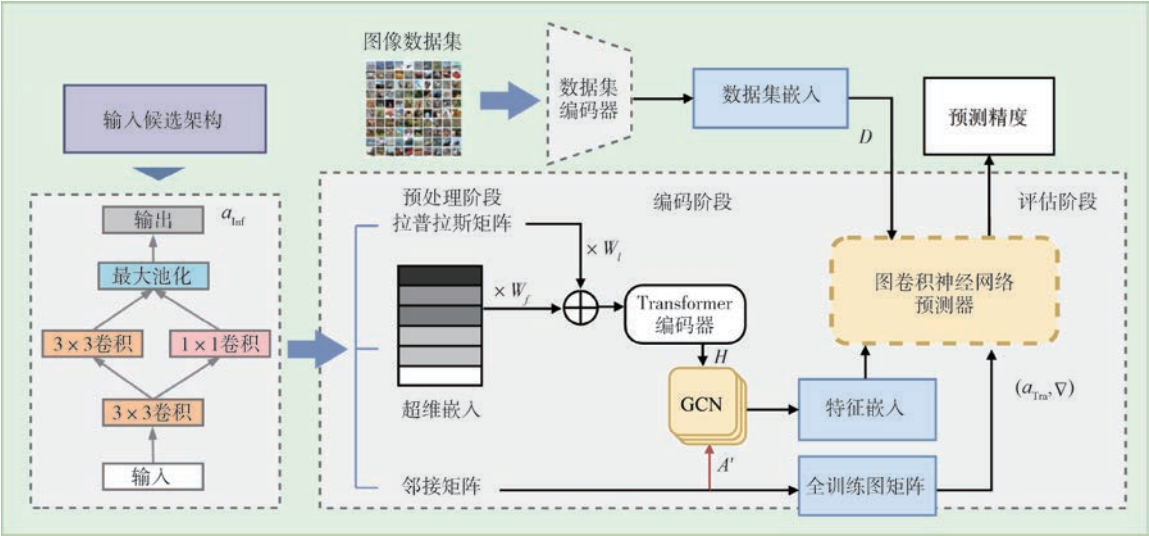 图像数据集
数据集
编码器
数据集嵌入
D
预测精度
输入候选架构
输出
a_Inf
最大池化
3×3卷积
1×1卷积
3×3卷积
输入
预处理阶段
拉普拉斯矩阵
编码阶段
评估阶段
×W_l
×W_f
Transformer
编码器
H
GCN
A'
超维嵌入
邻接矩阵
特征嵌入
全训练图矩阵
图卷积神经网络
预测器
(a_Tra,∇)